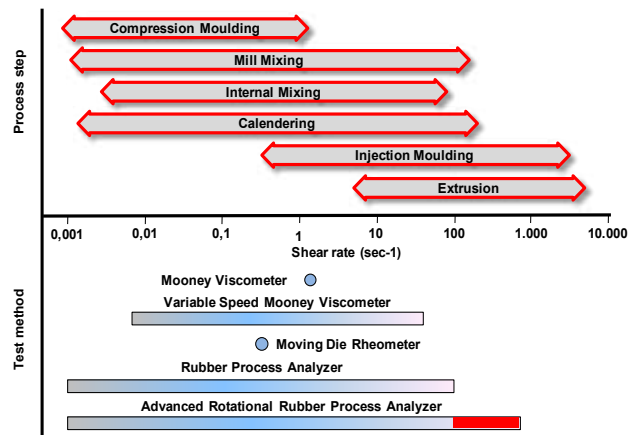 Process step
Compression Moulding
Mill Mixing
Internal Mixing
Calendering
Injection Moulding
Extrusion
0,001 0,01 0,1 1 10 100 1.000 10.000
Shear rate (sec-1)
Test method
Mooney Viscometer
Variable Speed Mooney Viscometer
Moving Die Rheometer
Rubber Process Analyzer
Advanced Rotational Rubber Process Analyzer